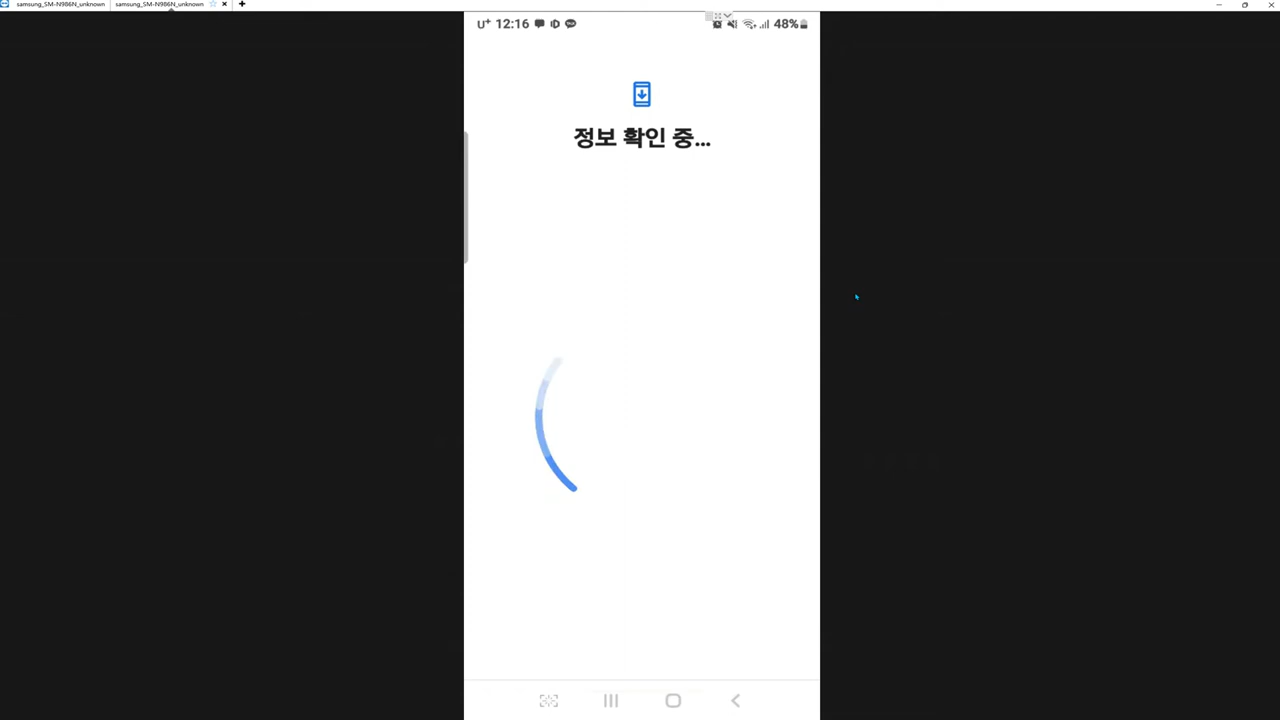 samsung_SM-N986N_unknown
samsung_SM-N986N_unknown
U+ 12:16
48%
정보 확인 중...